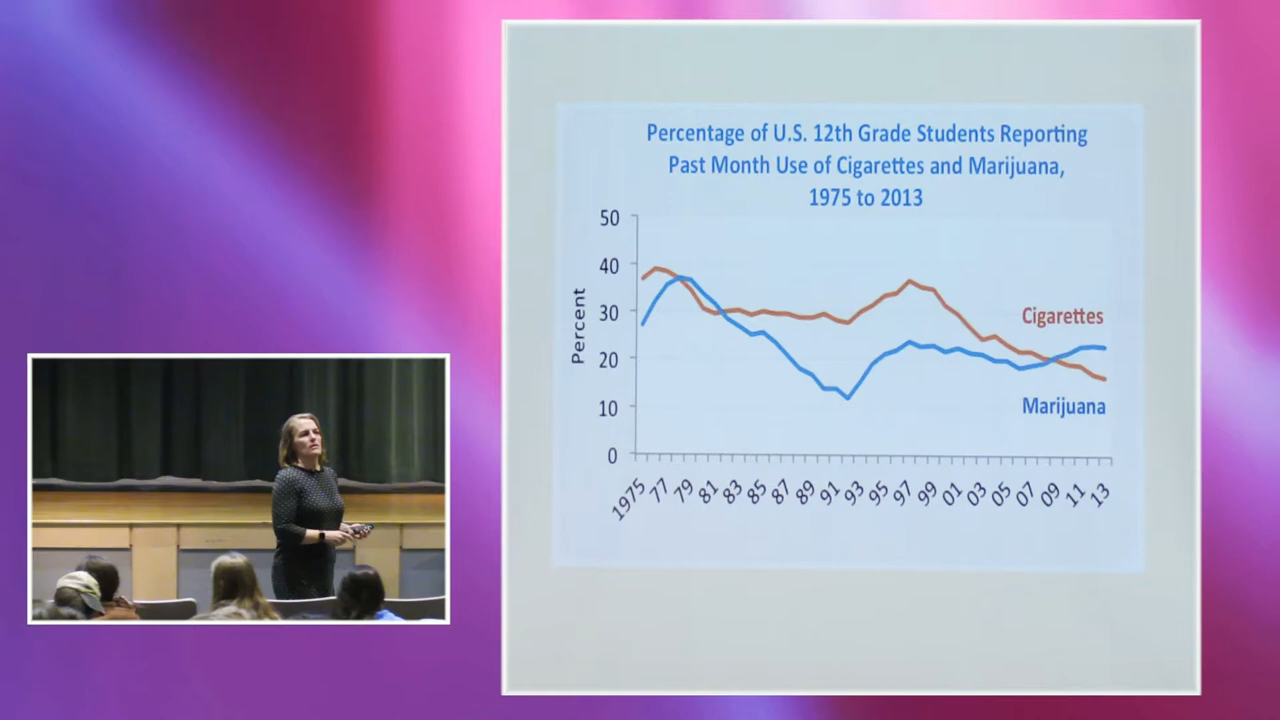 Percentage of U.S. 12th Grade Students Reporting
Past Month Use of Cigarettes and Marijuana,
1975 to 2013
50
40
30
20
10
0
Percent
Cigarettes
Marijuana
1975 77 79 81 83 85 87 89 91 93 95 97 99 01 03 05 07 09 11 13